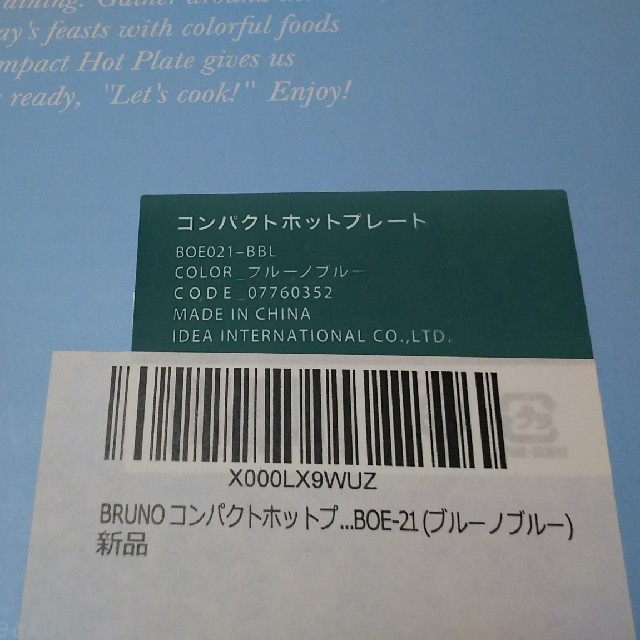 ay's feasts with colorful foods
mpact Hot Plate gives us
ready, "Let's cook!" Enjoy!
コンパクトホットプレート
BOE021-BBL
COLOR_ブルーノブルー
CODE_07760352
MADE IN CHINA
IDEA INTERNATIONAL CO.,LTD.
X000LX9WUZ
BRUNO コンパクトホットプ...BOE-21 (ブルーノブルー)
新品